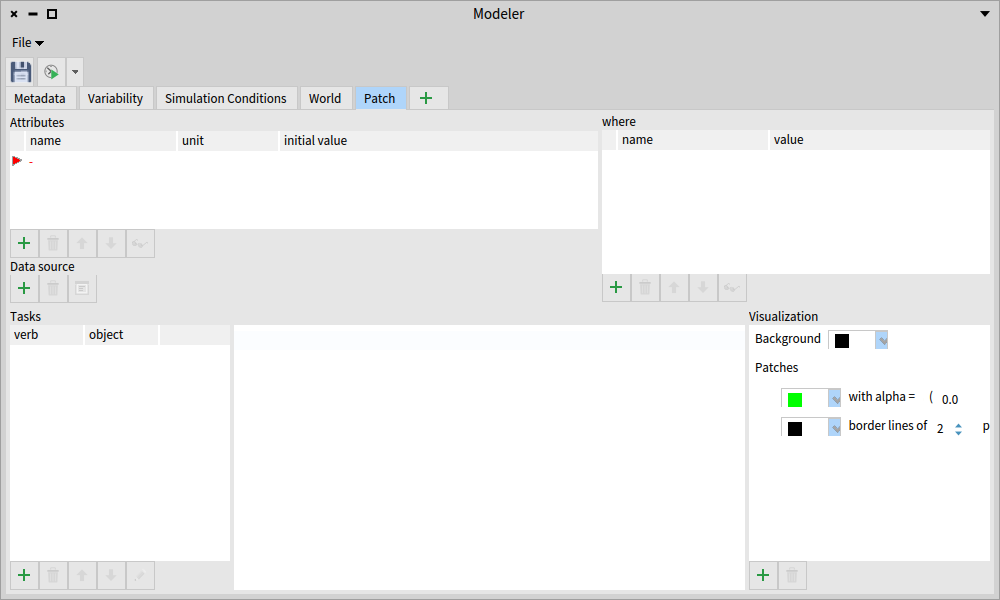 Modeler
File
Metadata Variability Simulation Conditions World Patch
Attributes
name unit initial value
-
where
name value
Data source
Tasks
verb object
Visualization
Background
Patches
with alpha = ( 0.0
border lines of 2 p